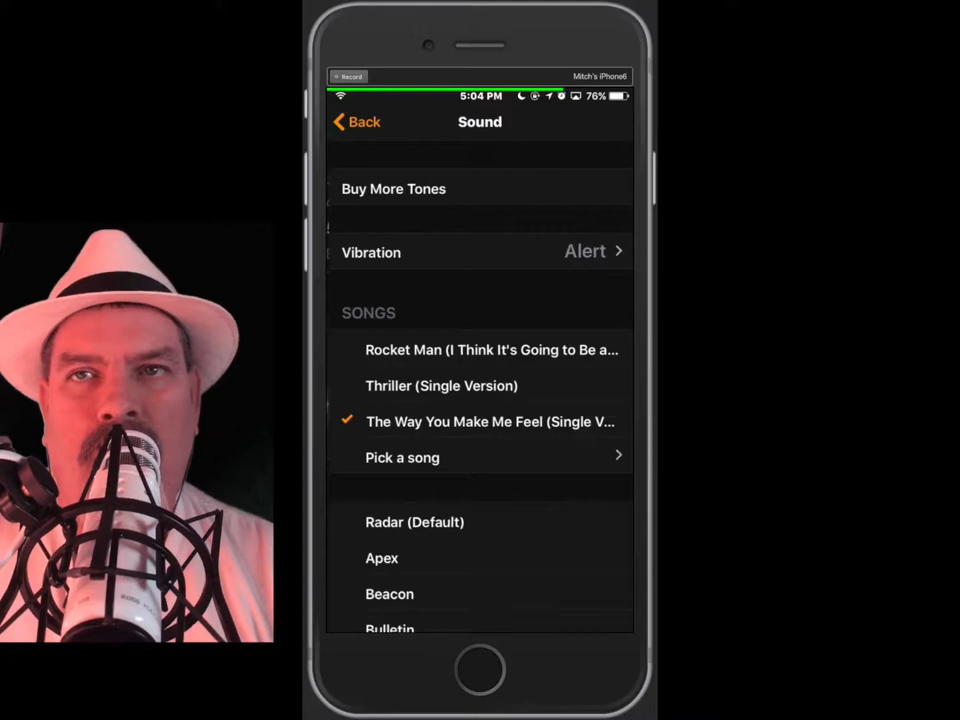 Record
Mitch's iPhone6
5:04 PM
76%
Back
Sound
Buy More Tones
Vibration
Alert
SONGS
Rocket Man (I Think It's Going to Be a...
Thriller (Single Version)
The Way You Make Me Feel (Single V...
Pick a song
Radar (Default)
Apex
Beacon
Bulletin